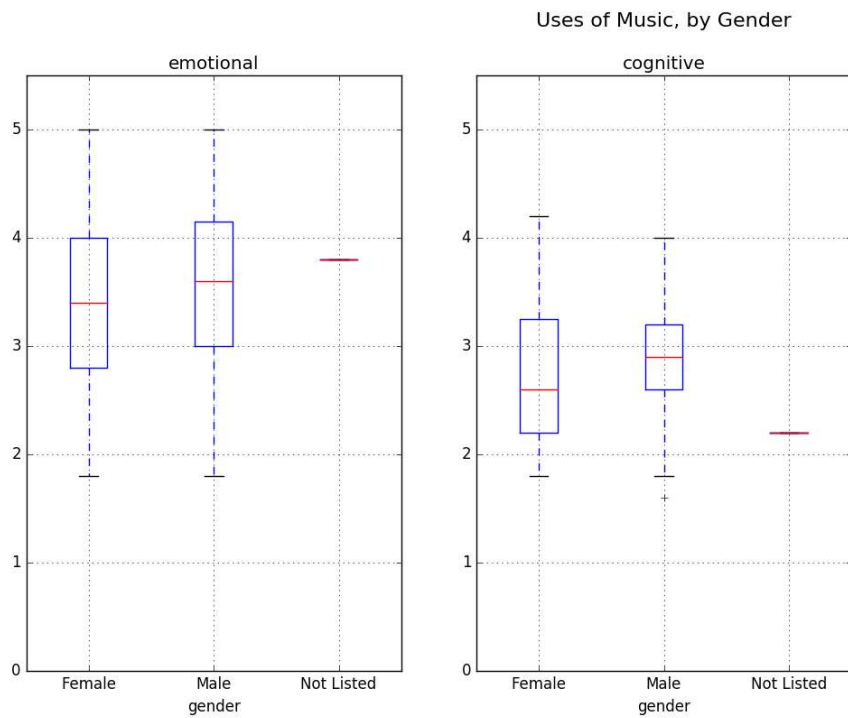 Uses of Music, by Gender
emotional
5
4
3
2
1
0
Female Male Not Listed
gender
cognitive
5
4
3
2
1
0
Female Male Not Listed
gender